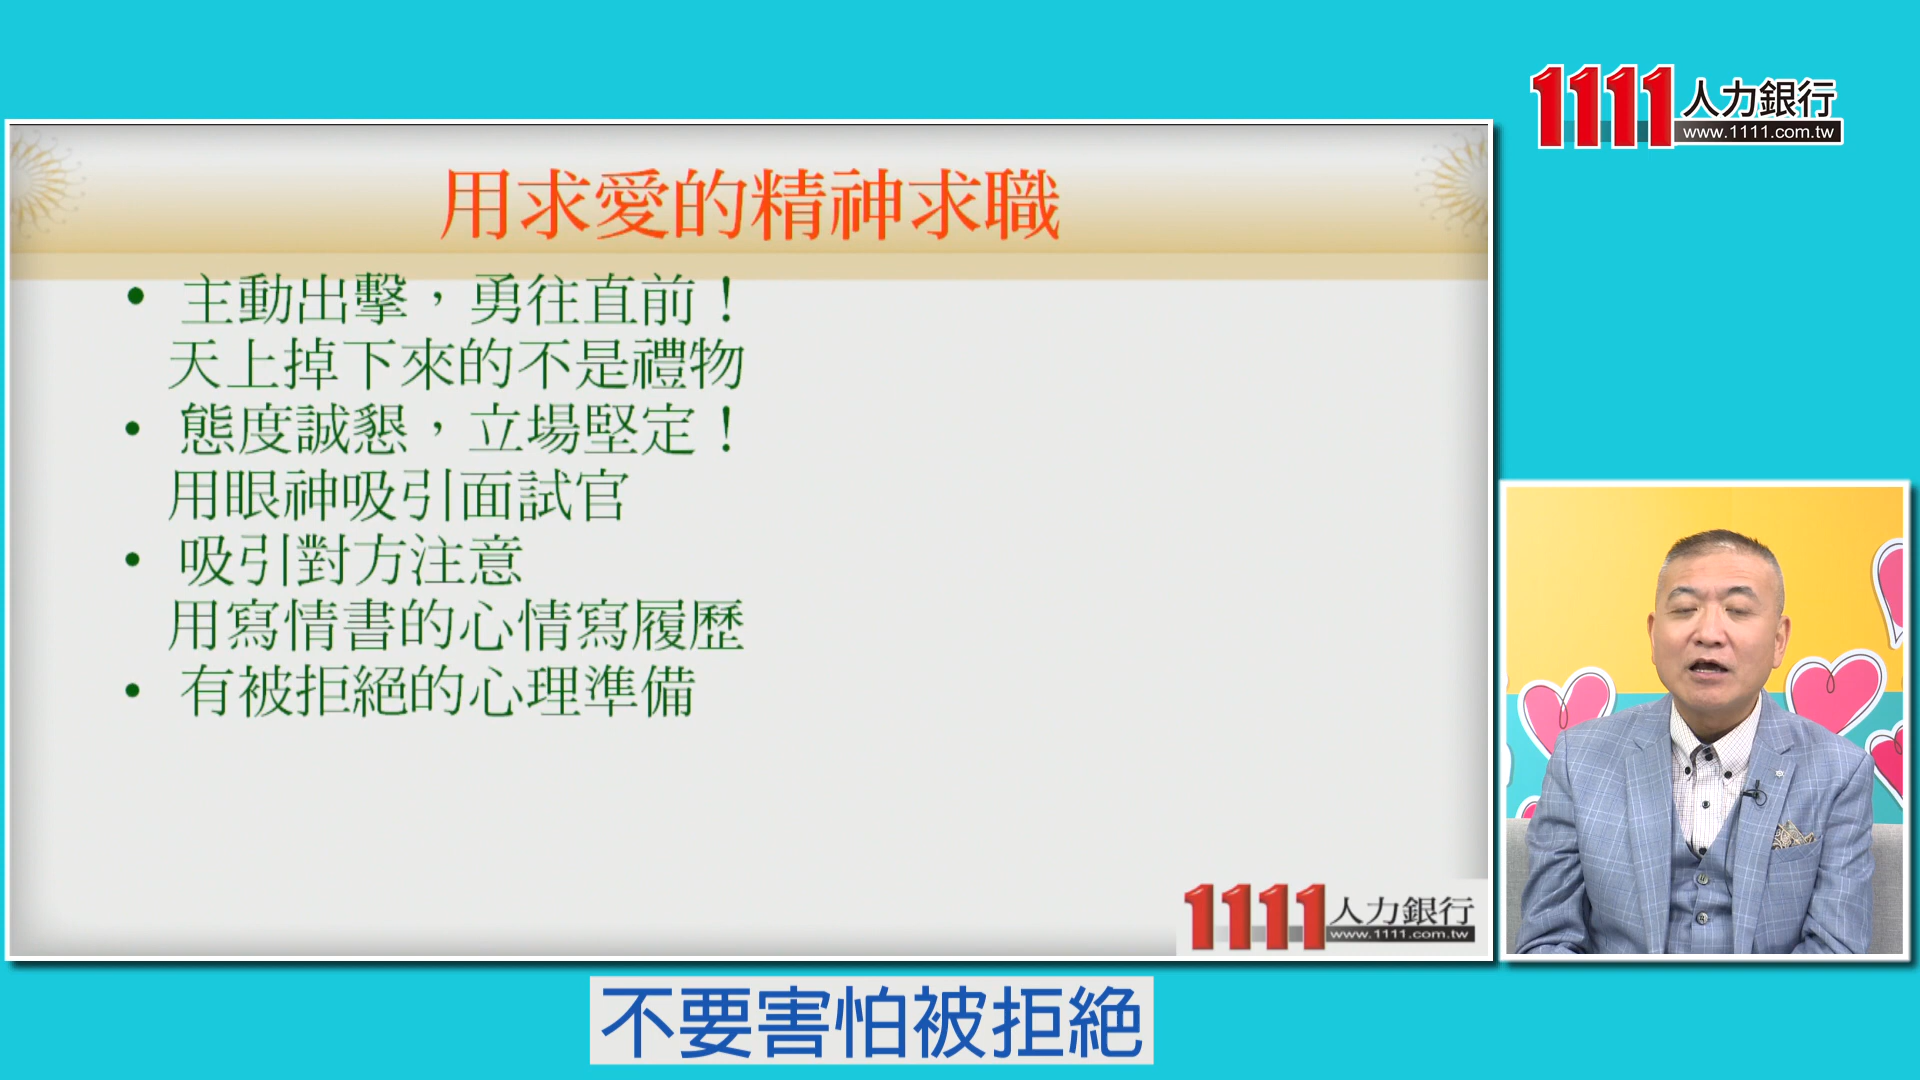 1111人力銀行
www.1111.com.tw
用求愛的精神求職
• 主動出擊，勇往直前！
天上掉下來的不是禮物
• 態度誠懇，立場堅定！
用眼神吸引面試官
• 吸引對方注意
用寫情書的心情寫履歷
• 有被拒絕的心理準備
1111人力銀行
www.1111.com.tw
不要害怕被拒絕